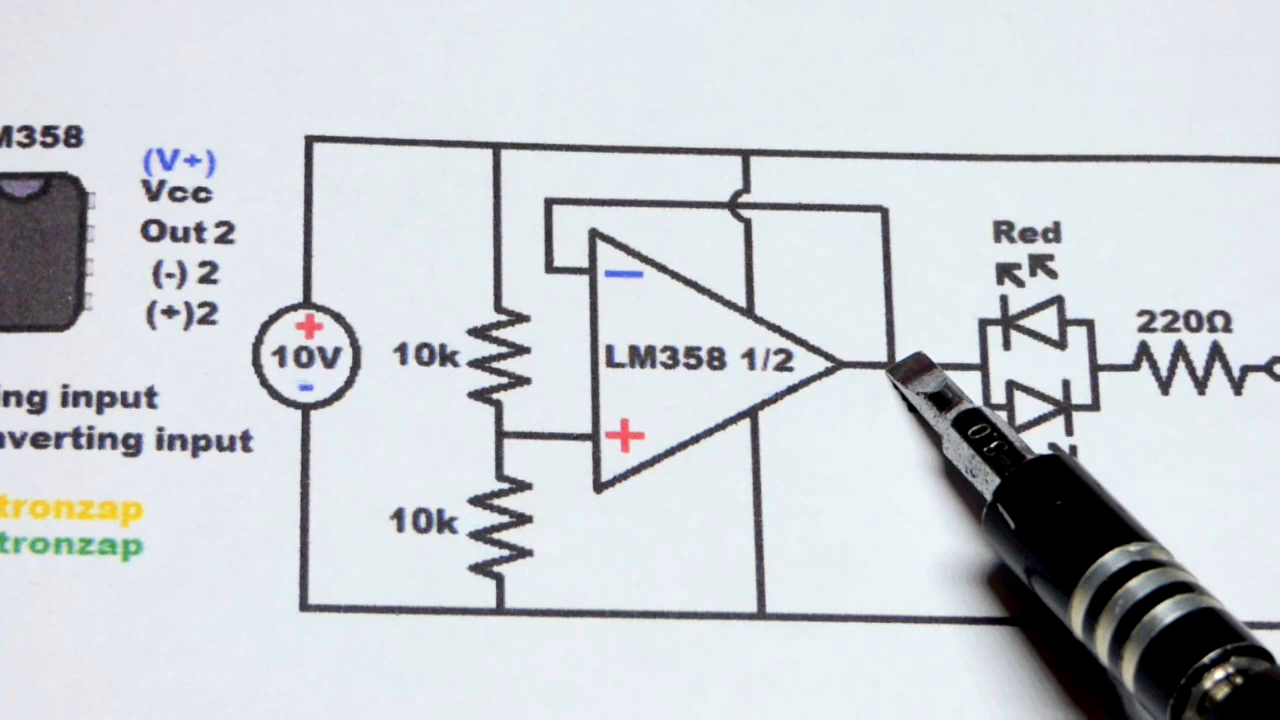 M358
(V+)
Vcc
Out 2
(-) 2
(+)2
ing input
nverting input
tronzap
tronzap
10V
10k
10k
LM358 1/2
Red
220Ω